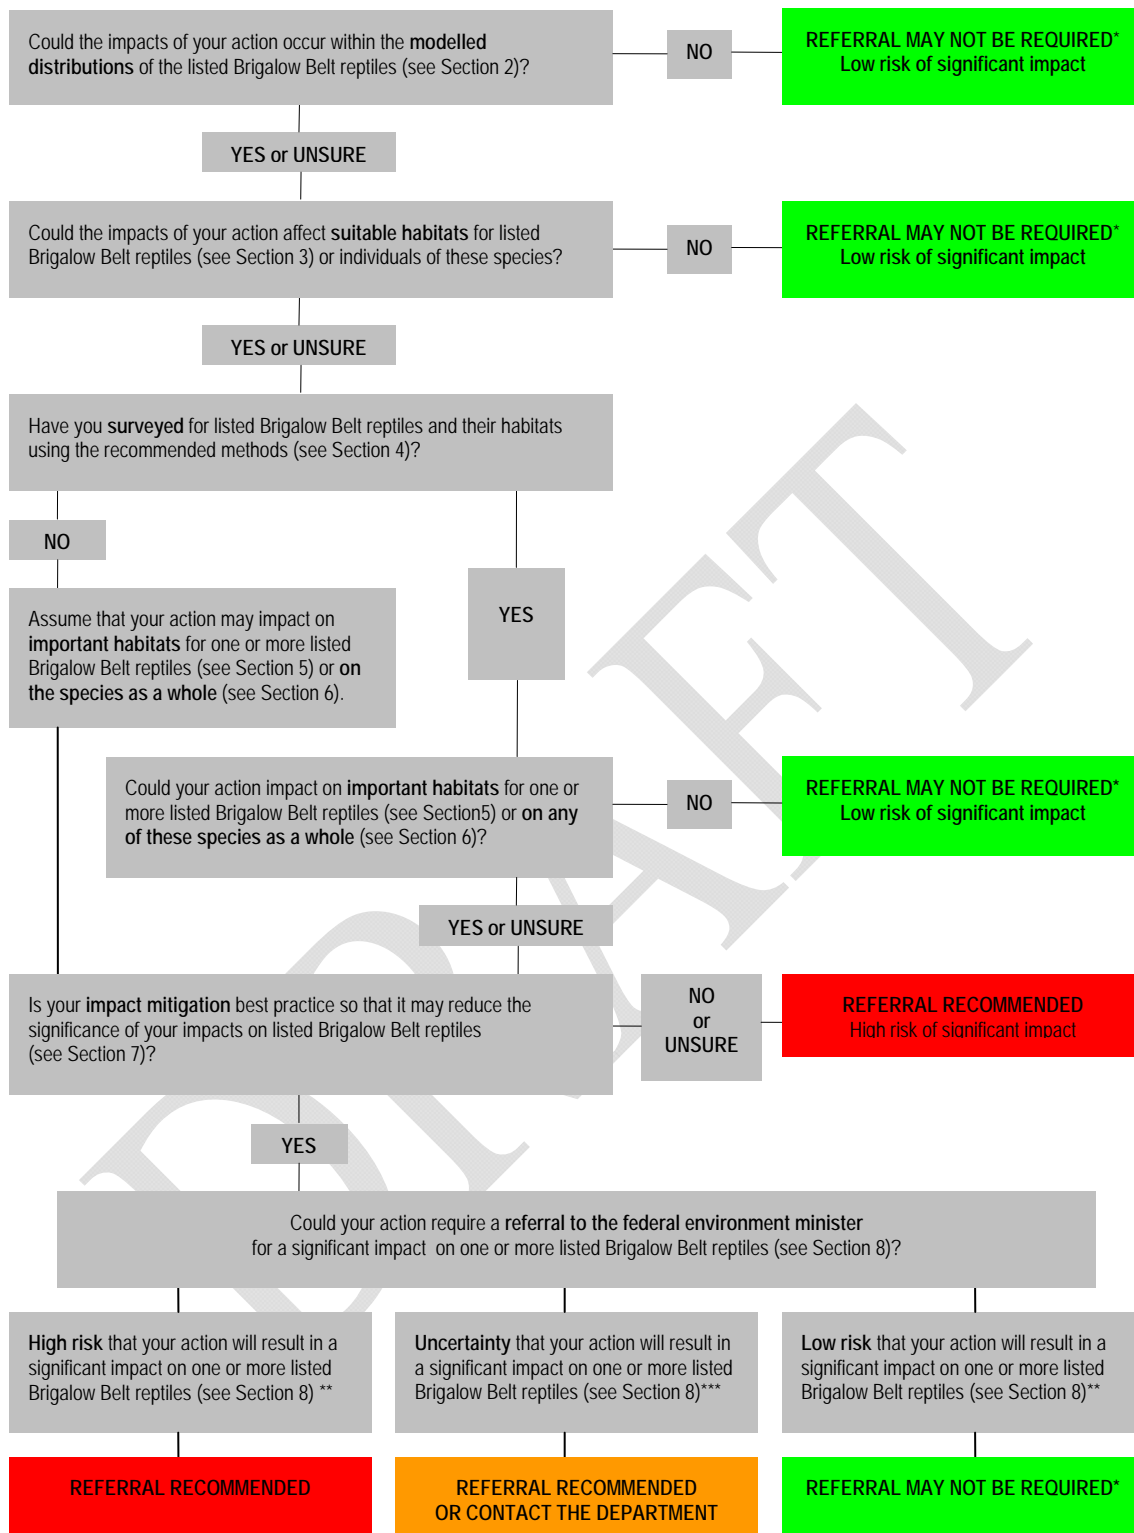 Could the impacts of your action occur within the modelled
distributions of the listed Brigalow Belt reptiles (see Section 2)?
NO
REFERRAL MAY NOT BE REQUIRED*
Low risk of significant impact
YES or UNSURE
Could the impacts of your action affect suitable habitats for listed
Brigalow Belt reptiles (see Section 3) or individuals of these species?
NO
REFERRAL MAY NOT BE REQUIRED*
Low risk of significant impact
YES or UNSURE
Have you surveyed for listed Brigalow Belt reptiles and their habitats
using the recommended methods (see Section 4)?
NO
YES
Assume that your action may impact on
important habitats for one or more listed
Brigalow Belt reptiles (see Section 5) or on
the species as a whole (see Section 6).
Could your action impact on important habitats for one or
more listed Brigalow Belt reptiles (see Section5) or on any
of these species as a whole (see Section 6)?
NO
REFERRAL MAY NOT BE REQUIRED*
Low risk of significant impact
YES or UNSURE
Is your impact mitigation best practice so that it may reduce the
significance of your impacts on listed Brigalow Belt reptiles
(see Section 7)?
NO
or
UNSURE
REFERRAL RECOMMENDED
High risk of significant impact
YES
Could your action require a referral to the federal environment minister
for a significant impact on one or more listed Brigalow Belt reptiles (see Section 8)?
High risk that your action will result in a
significant impact on one or more listed
Brigalow Belt reptiles (see Section 8) **
Uncertainty that your action will result in
a significant impact on one or more listed
Brigalow Belt reptiles (see Section 8)***
Low risk that your action will result in a
significant impact on one or more listed
Brigalow Belt reptiles (see Section 8)**
REFERRAL RECOMMENDED
REFERRAL RECOMMENDED
OR CONTACT THE DEPARTMENT
REFERRAL MAY NOT BE REQUIRED*
DRAFT